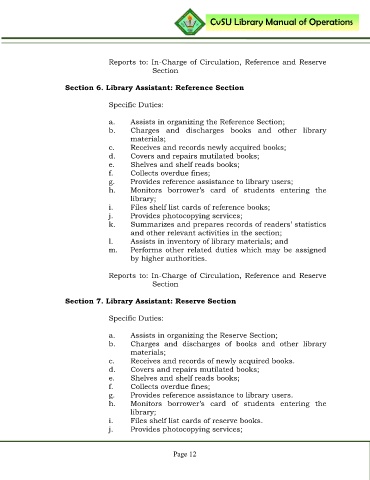 CvSU Library Manual of Operations
Reports to: In-Charge of Circulation, Reference and Reserve
Section
Section 6. Library Assistant: Reference Section
Specific Duties:
a. Assists in organizing the Reference Section;
b. Charges and discharges books and other library
materials;
c. Receives and records newly acquired books;
d. Covers and repairs mutilated books;
e. Shelves and shelf reads books;
f. Collects overdue fines;
g. Provides reference assistance to library users;
h. Monitors borrower's card of students entering the
library;
i. Files shelf list cards of reference books;
j. Provides photocopying services;
k. Summarizes and prepares records of readers' statistics
and other relevant activities in the section;
l. Assists in inventory of library materials; and
m. Performs other related duties which may be assigned
by higher authorities.
Reports to: In-Charge of Circulation, Reference and Reserve
Section
Section 7. Library Assistant: Reserve Section
Specific Duties:
a. Assists in organizing the Reserve Section;
b. Charges and discharges of books and other library
materials;
c. Receives and records of newly acquired books.
d. Covers and repairs mutilated books;
e. Shelves and shelf reads books;
f. Collects overdue fines;
g. Provides reference assistance to library users.
h. Monitors borrower's card of students entering the
library;
i. Files shelf list cards of reserve books.
j. Provides photocopying services;
Page 12